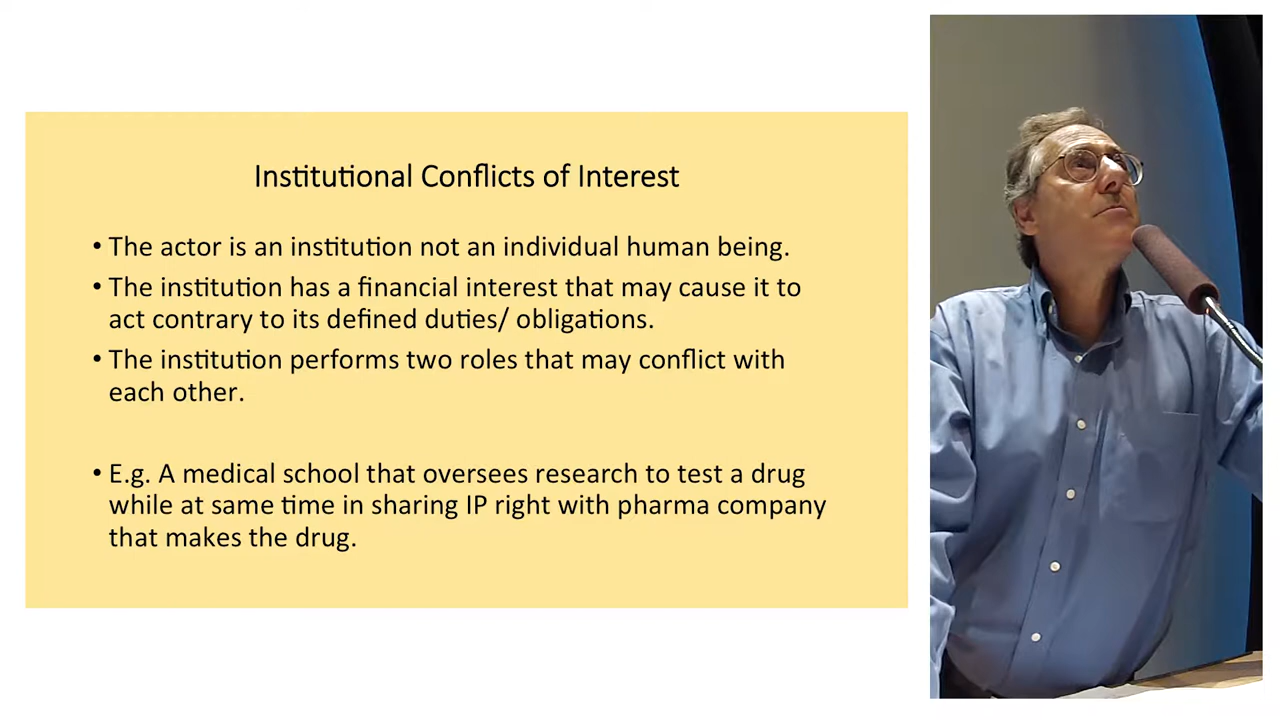 Institutional Conflicts of Interest
• The actor is an institution not an individual human being.
• The institution has a financial interest that may cause it to
act contrary to its defined duties/ obligations.
• The institution performs two roles that may conflict with
each other.
• E.g. A medical school that oversees research to test a drug
while at same time in sharing IP right with pharma company
that makes the drug.